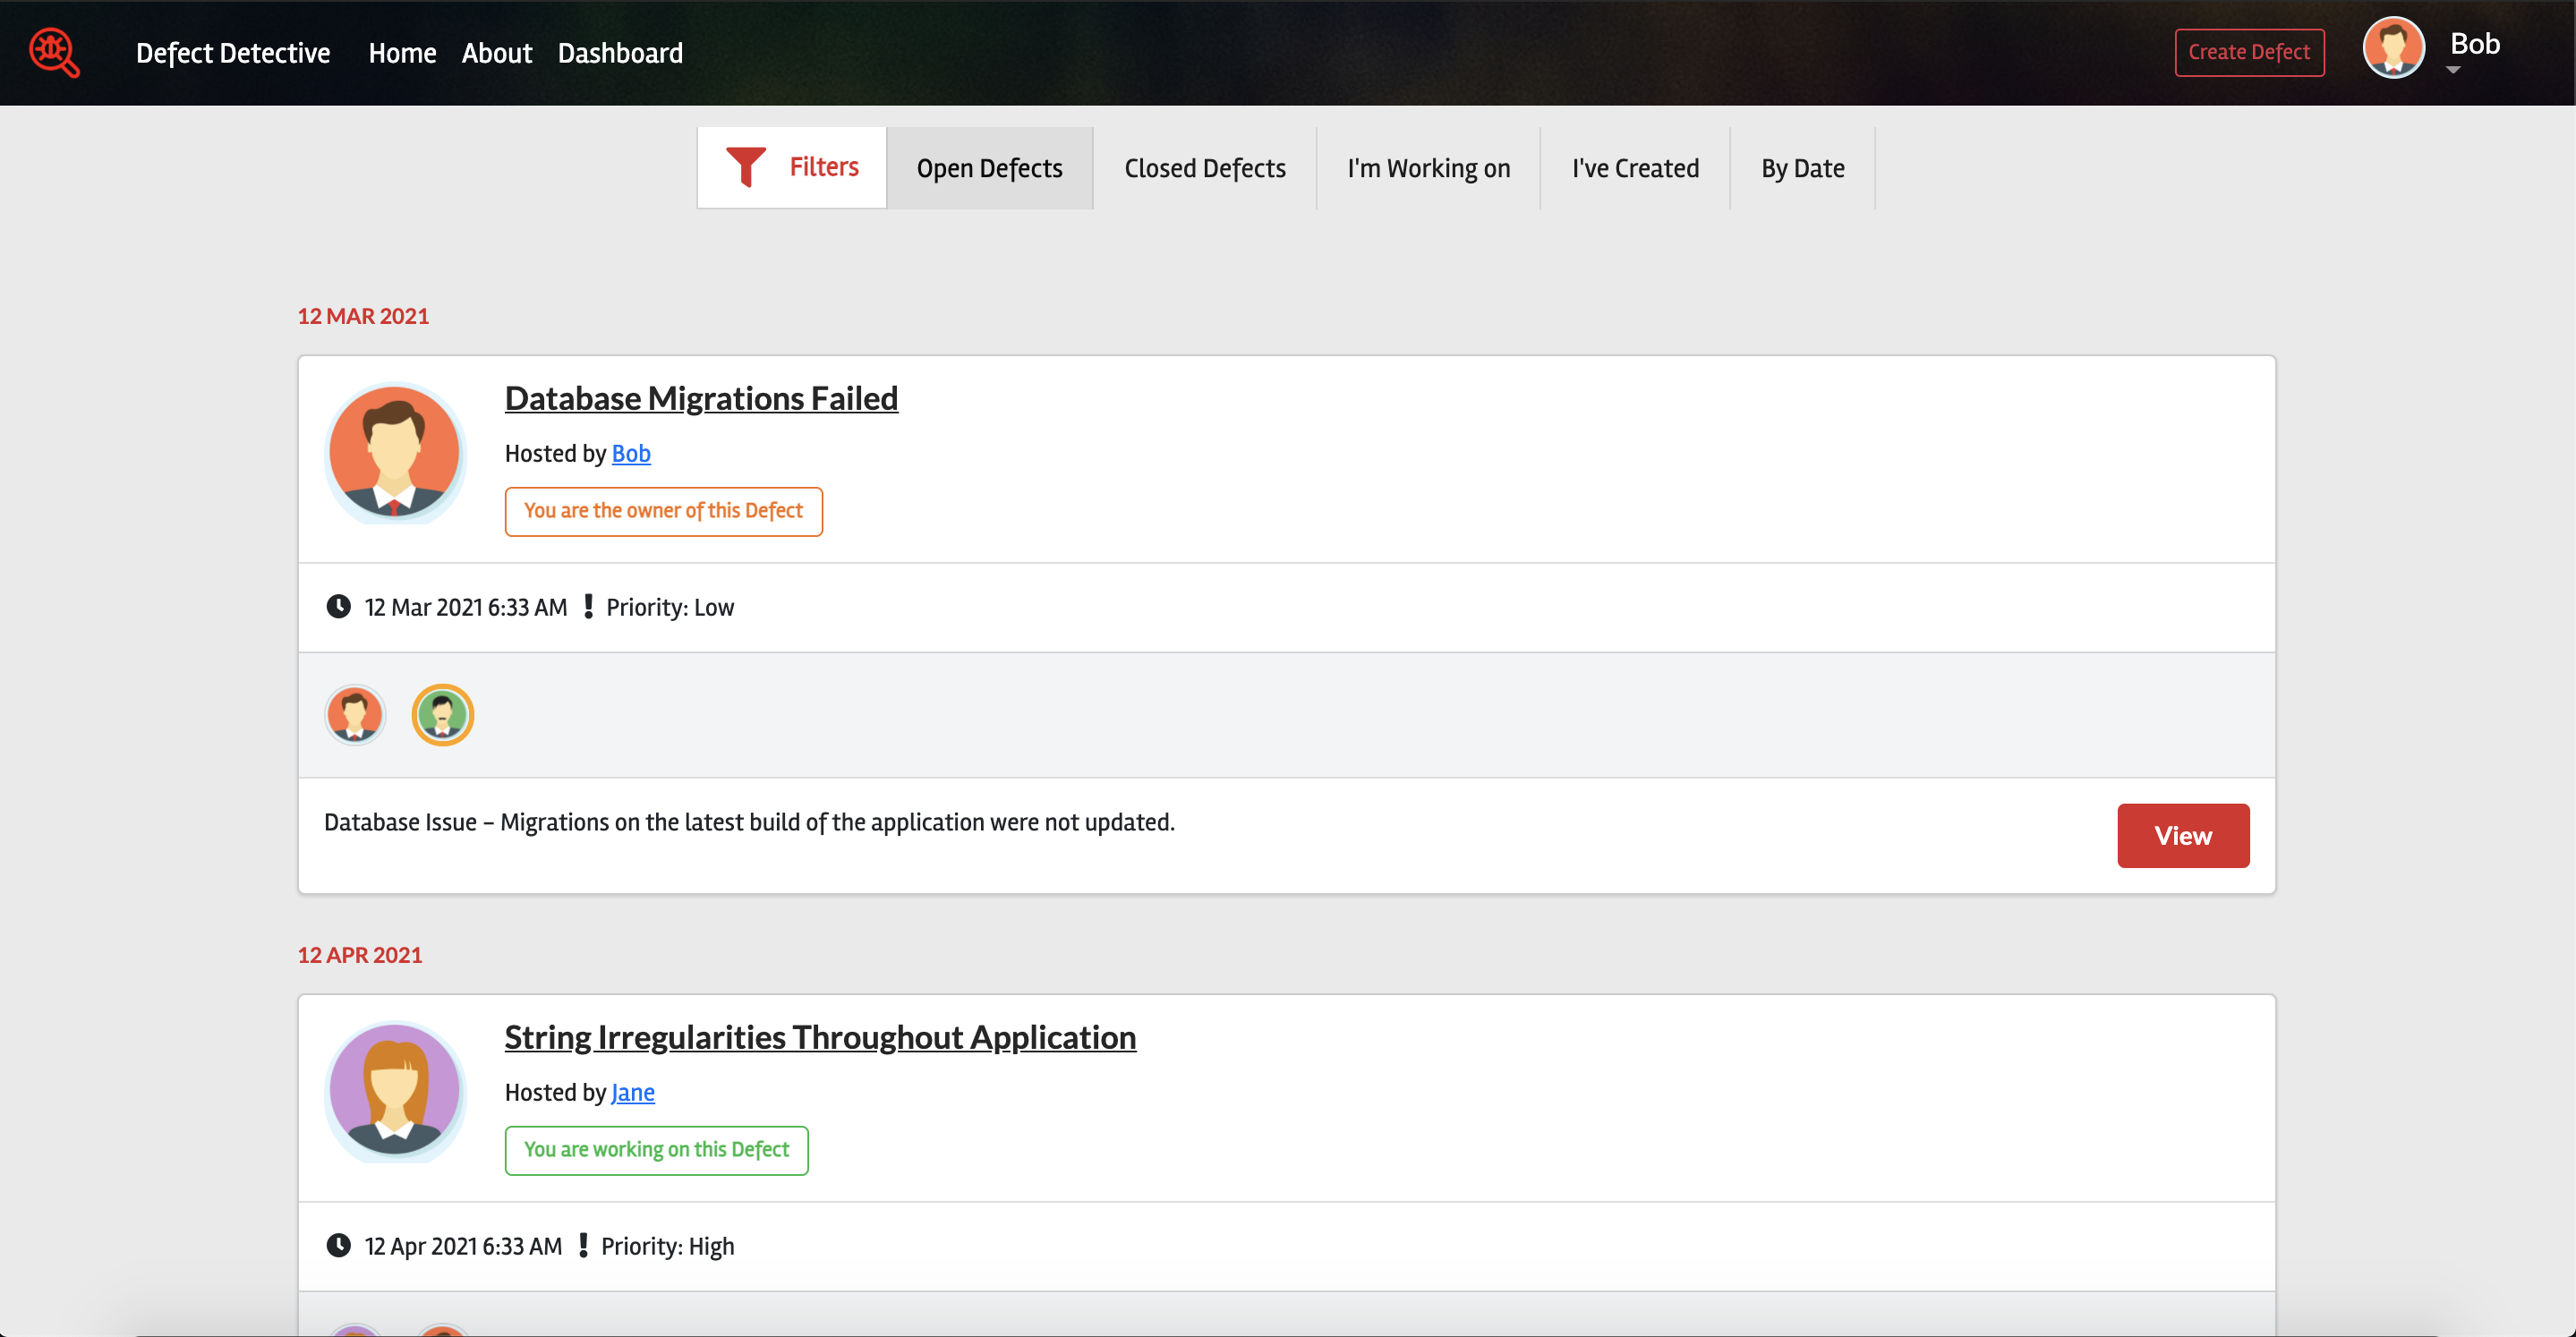 Defect Detective Home About Dashboard Create Defect Bob
Filters Open Defects Closed Defects I'm Working on I've Created By Date
12 MAR 2021
Database Migrations Failed
Hosted by Bob
You are the owner of this Defect
12 Mar 2021 6:33 AM Priority: Low
Database Issue – Migrations on the latest build of the application were not updated.
View
12 APR 2021
String Irregularities Throughout Application
Hosted by Jane
You are working on this Defect
12 Apr 2021 6:33 AM Priority: High